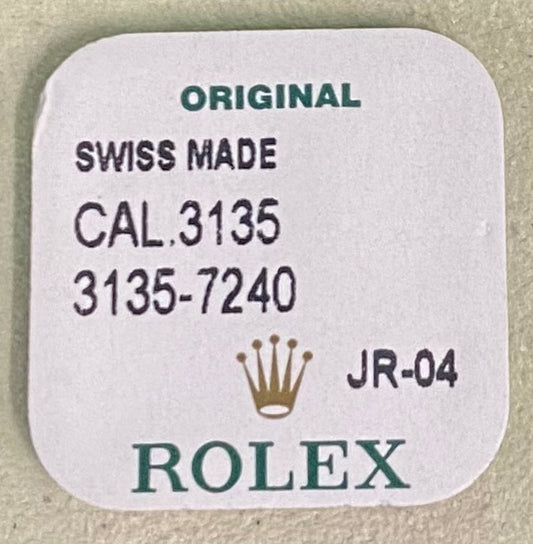 ORIGINAL
SWISS MADE
CAL.3135
3135-7240
JR-04
ROLEX